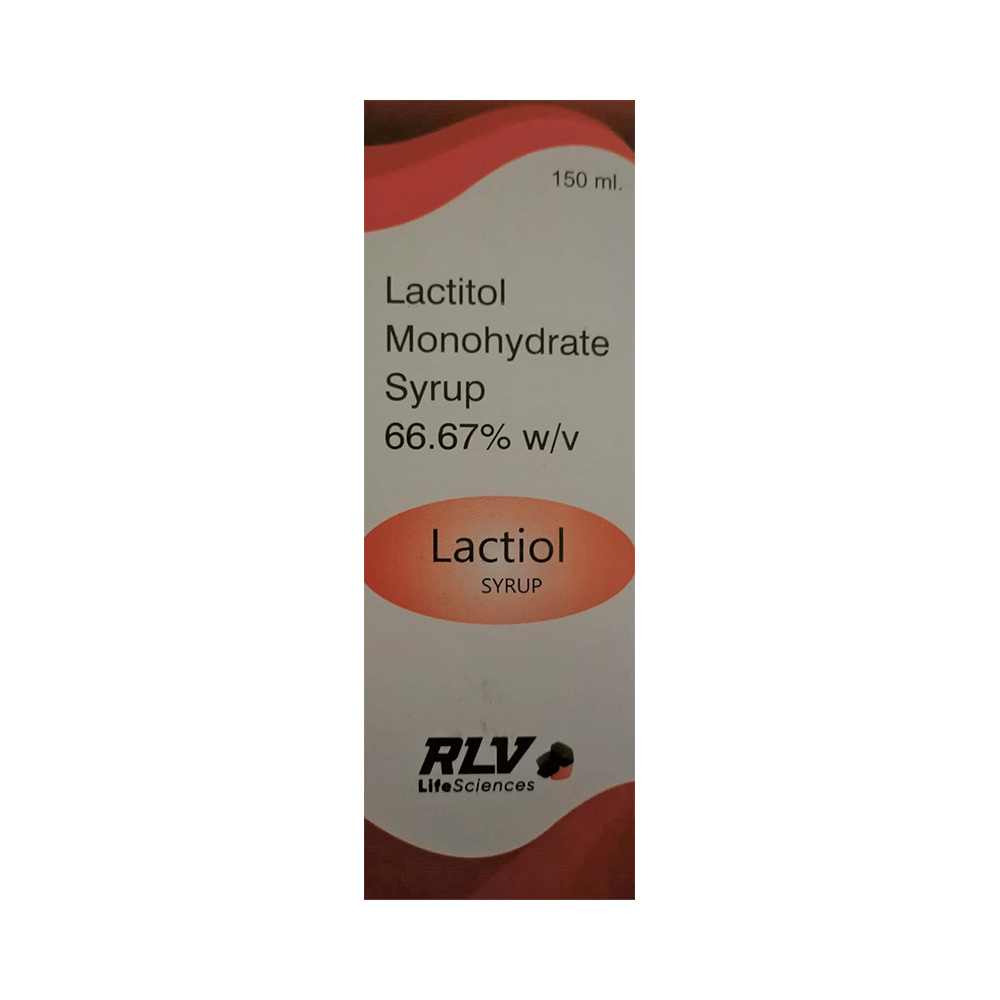 150 ml.
Lactitol
Monohydrate
Syrup
66.67% w/v
Lactiol
SYRUP
RLV
LifeSciences